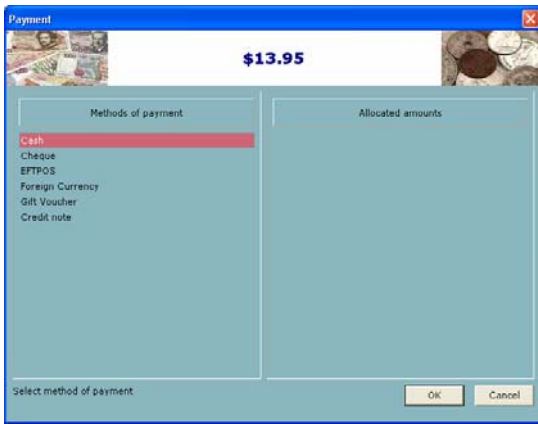 Payment
$13.95
Methods of payment
Allocated amounts
Cash
Cheque
EFTPOS
Foreign Currency
Gift Voucher
Credit note
Select method of payment
OK
Cancel